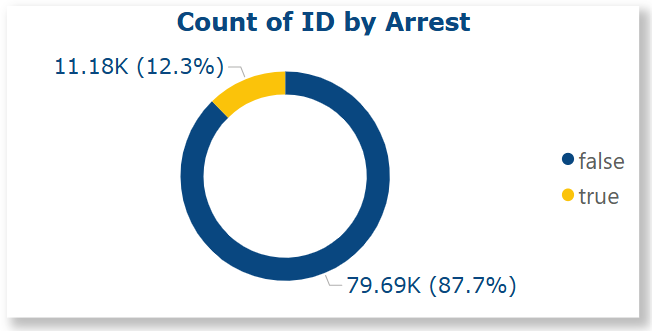 Count of ID by Arrest
11.18K (12.3%)
false
true
79.69K (87.7%)